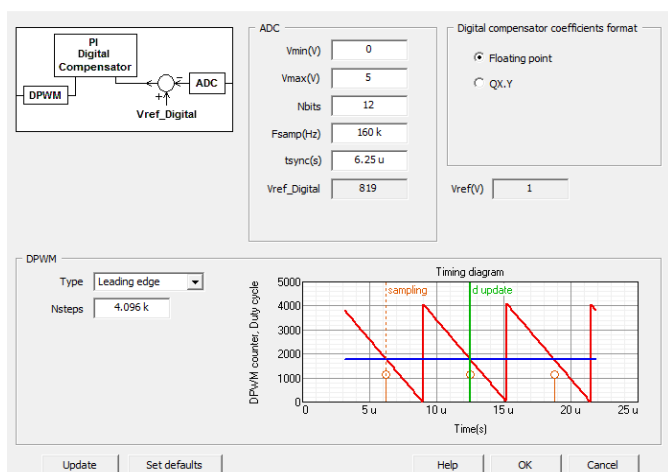 PI
Digital
Compensator
DPWM
ADC
−
+
Vref_Digital
ADC
Vmin(V) 0
Vmax(V) 5
Nbits 12
Fsamp(Hz) 160 k
tsync(s) 6.25 u
Vref_Digital 819
Digital compensator coefficients format
Floating point
QX.Y
Vref(V) 1
DPWM
Type Leading edge
Nsteps 4.096 k
Timing diagram
DPWM counter, Duty cycle
5000
4000
3000
2000
1000
0
sampling
d update
0 5 u 10 u 15 u 20 u 25 u
Time(s)
Update Set defaults Help OK Cancel